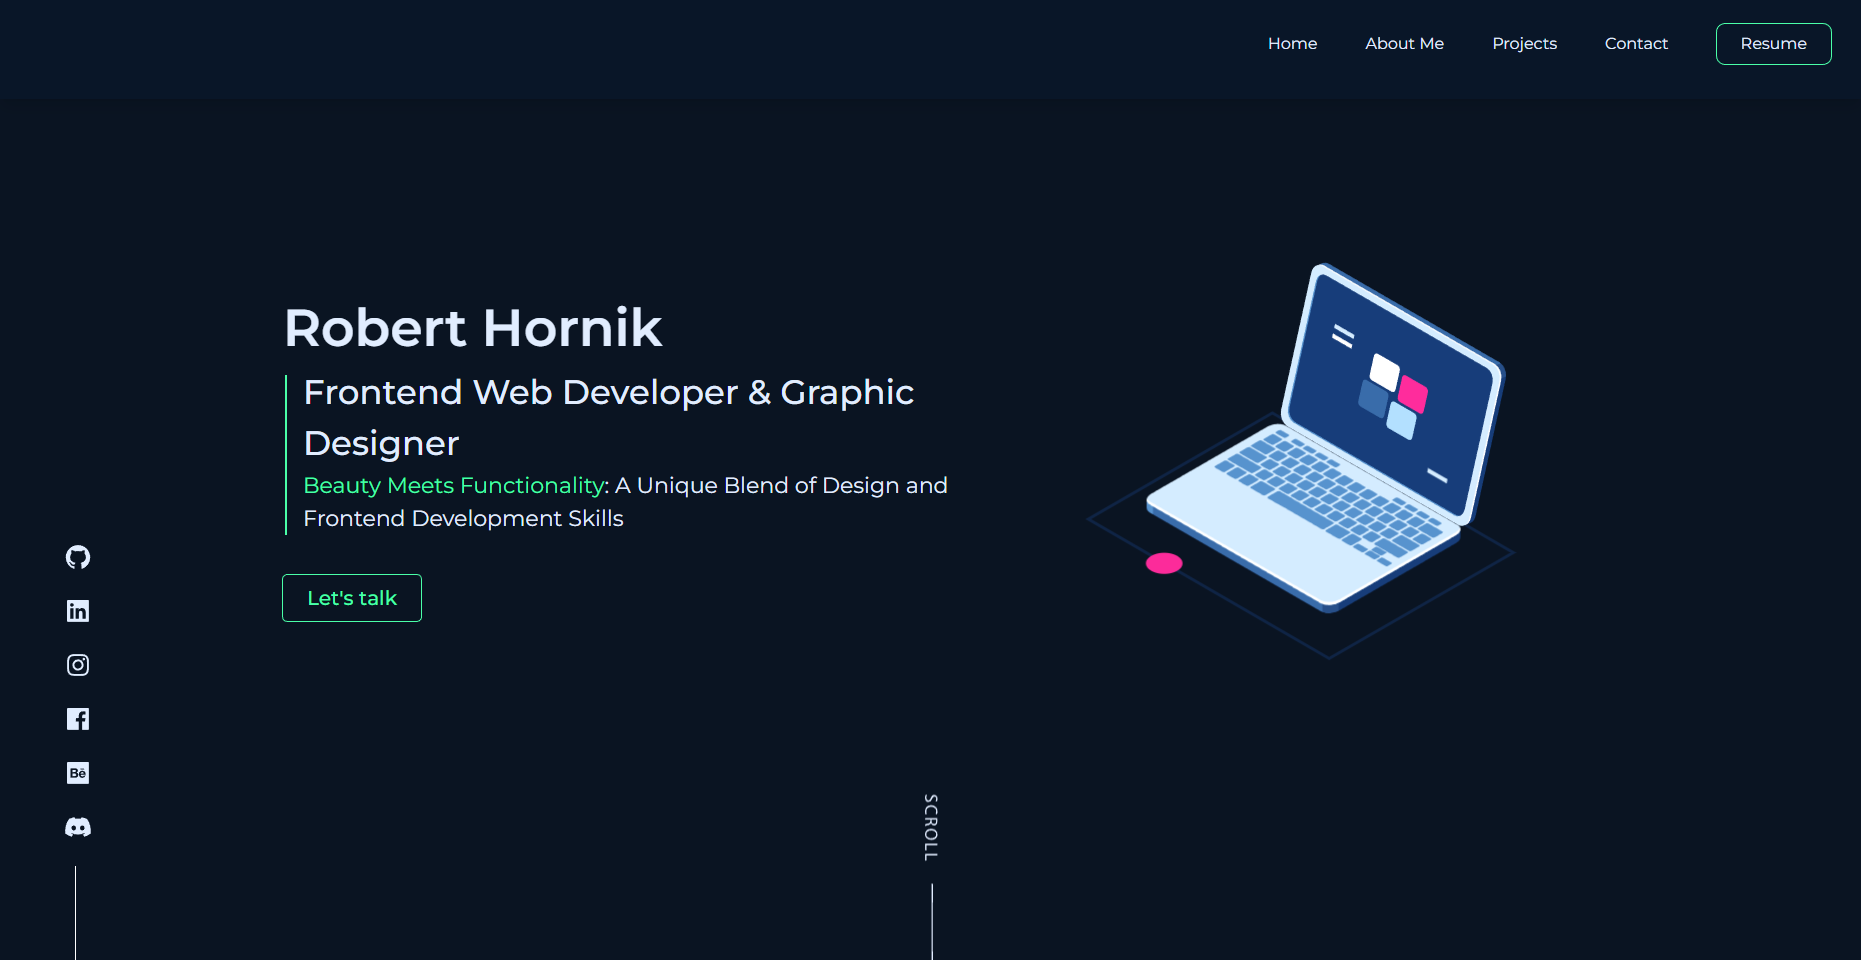 Home
About Me
Projects
Contact
Resume
Robert Hornik
Frontend Web Developer & Graphic
Designer
Beauty Meets Functionality: A Unique Blend of Design and
Frontend Development Skills
Let's talk
in
Bē
SCROLL